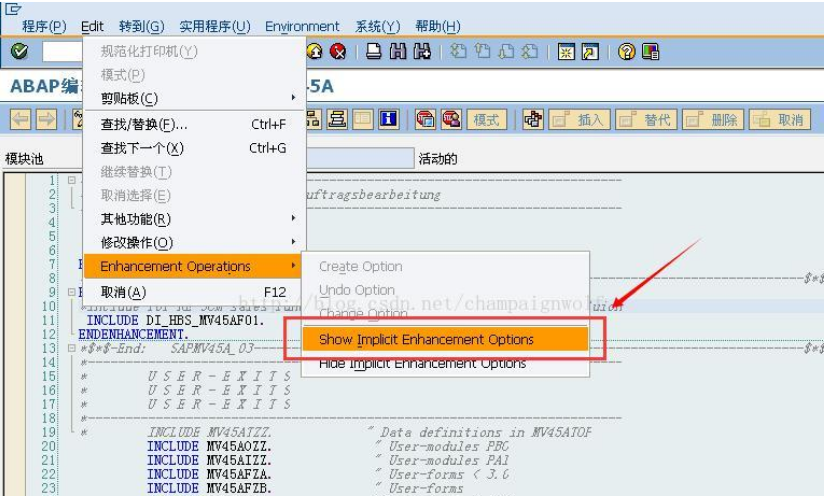 程序(P) Edit 转到(G) 实用程序(U) Environment 系统(Y) 帮助(H)
规范化打印机(Y)
模式(P)
剪贴板(C)
查找/替换(F)... Ctrl+F
查找下一个(X) Ctrl+G
继续替换(T)
取消选择(E)
其他功能(R)
修改操作(O)
Enhancement Operations
取消(A) F12
Create Option
Undo Option
Change Option
Show Implicit Enhancement Options
Hide Implicit Enhancement Options
ABAP编 5A
模式 插入 替代 删除 取消
模块池 活动的
1
2 uftragsbearbeitung
3
4
5
6
7
8 $*$
9
10
11 INCLUDE DI_HBS_MV45AF01.
12 ENDENHANCEMENT.
13 *$*$-End: SAPMV45A_03 $*$
14 *
15 * U S E R - E X I T S
16 * U S E R - E X I T S
17 * U S E R - E X I T S
18 *
19 * INCLUDE MV45ATZZ. " Data definitions in MV45ATOP
20 INCLUDE MV45AOZZ. " User-modules PBO
21 INCLUDE MV45AIZZ. " User-modules PAI
22 INCLUDE MV45AFZA. " User-forms < 3.0
23 INCLUDE MV45AFZB. " User-forms
http://blog.csdn.net/champaignwolf